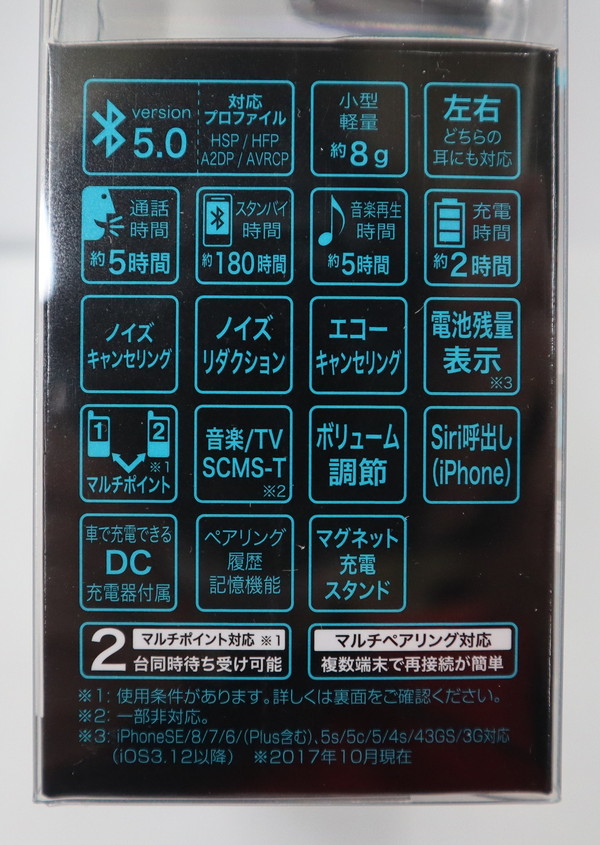 version
5.0
対応
プロファイル
HSP / HFP
A2DP / AVRCP
小型
軽量
約8g
左右
どちらの
耳にも対応
通話
時間
約5時間
スタンバイ
時間
約180時間
音楽再生
時間
約5時間
充電
時間
約2時間
ノイズ
キャンセリング
ノイズ
リダクション
エコー
キャンセリング
電池残量
表示
※3
1 2
※1
マルチポイント
音楽/TV
SCMS-T
※2
ボリューム
調節
Siri呼出し
(iPhone)
車で充電できる
DC
充電器付属
ペアリング
履歴
記憶機能
マグネット
充電
スタンド
2 マルチポイント対応 ※1
台同時待ち受け可能
マルチペアリング対応
複数端末で再接続が簡単
※1: 使用条件があります。詳しくは裏面をご確認ください。
※2: 一部非対応。
※3: iPhoneSE/8/7/6/(Plus含む)、5s/5c/5/4s/43GS/3G対応
(iOS3.12以降) ※2017年10月現在